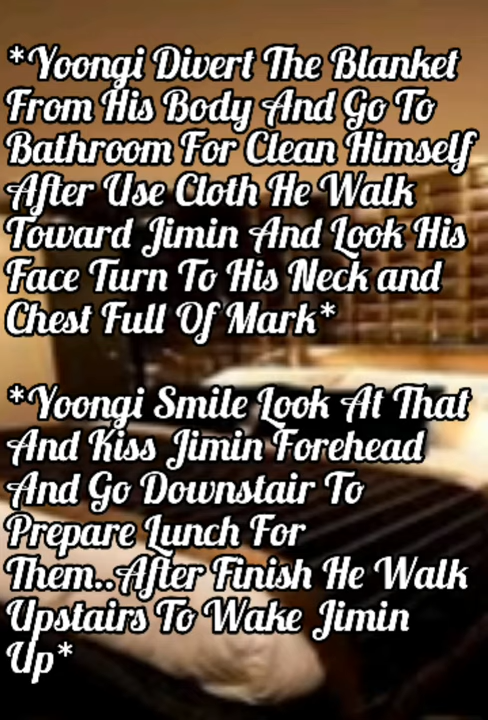 *Yoongi Divert The Blanket
From His Body And Go To
Bathroom For Clean Himself
After Use Cloth He Walk
Toward Jimin And Look His
Face Turn To His Neck and
Chest Full Of Mark*
*Yoongi Smile Look At That
And Kiss Jimin Forehead
And Go Downstair To
Prepare Lunch For
Them..After Finish He Walk
Upstairs To Wake Jimin
Up*